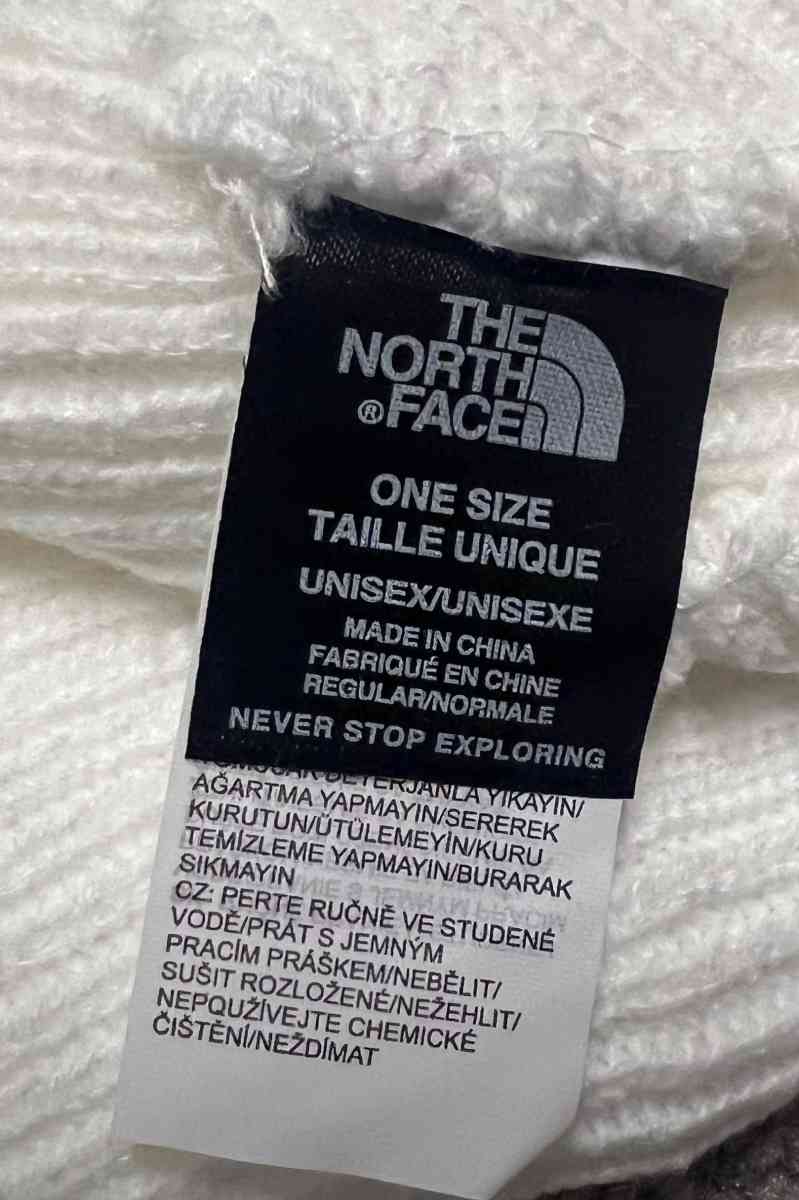 THE
NORTH
®FACE
ONE SIZE
TAILLE UNIQUE
UNISEX/UNISEXE
MADE IN CHINA
FABRIQUÉ EN CHINE
REGULAR/NORMALE
NEVER STOP EXPLORING
YIKAYIN/
AĞARTMA YAPMAYIN/SEREREK
KURUTUN/ÜTÜLEMEYİN/KURU
TEMİZLEME YAPMAYIN/BURARAK
SIKMAYIN
CZ: PERTE RUČNĚ VE STUDENÉ
VODĚ/PRÁT S JEMNÝM
PRACÍM PRÁŠKEM/NEBĚLIT/
SUŠIT ROZLOŽENÉ/NEŽEHLIT/
NEPOUŽÍVEJTE CHEMICKÉ
ČIŠTĚNÍ/NEŽDÍMAT